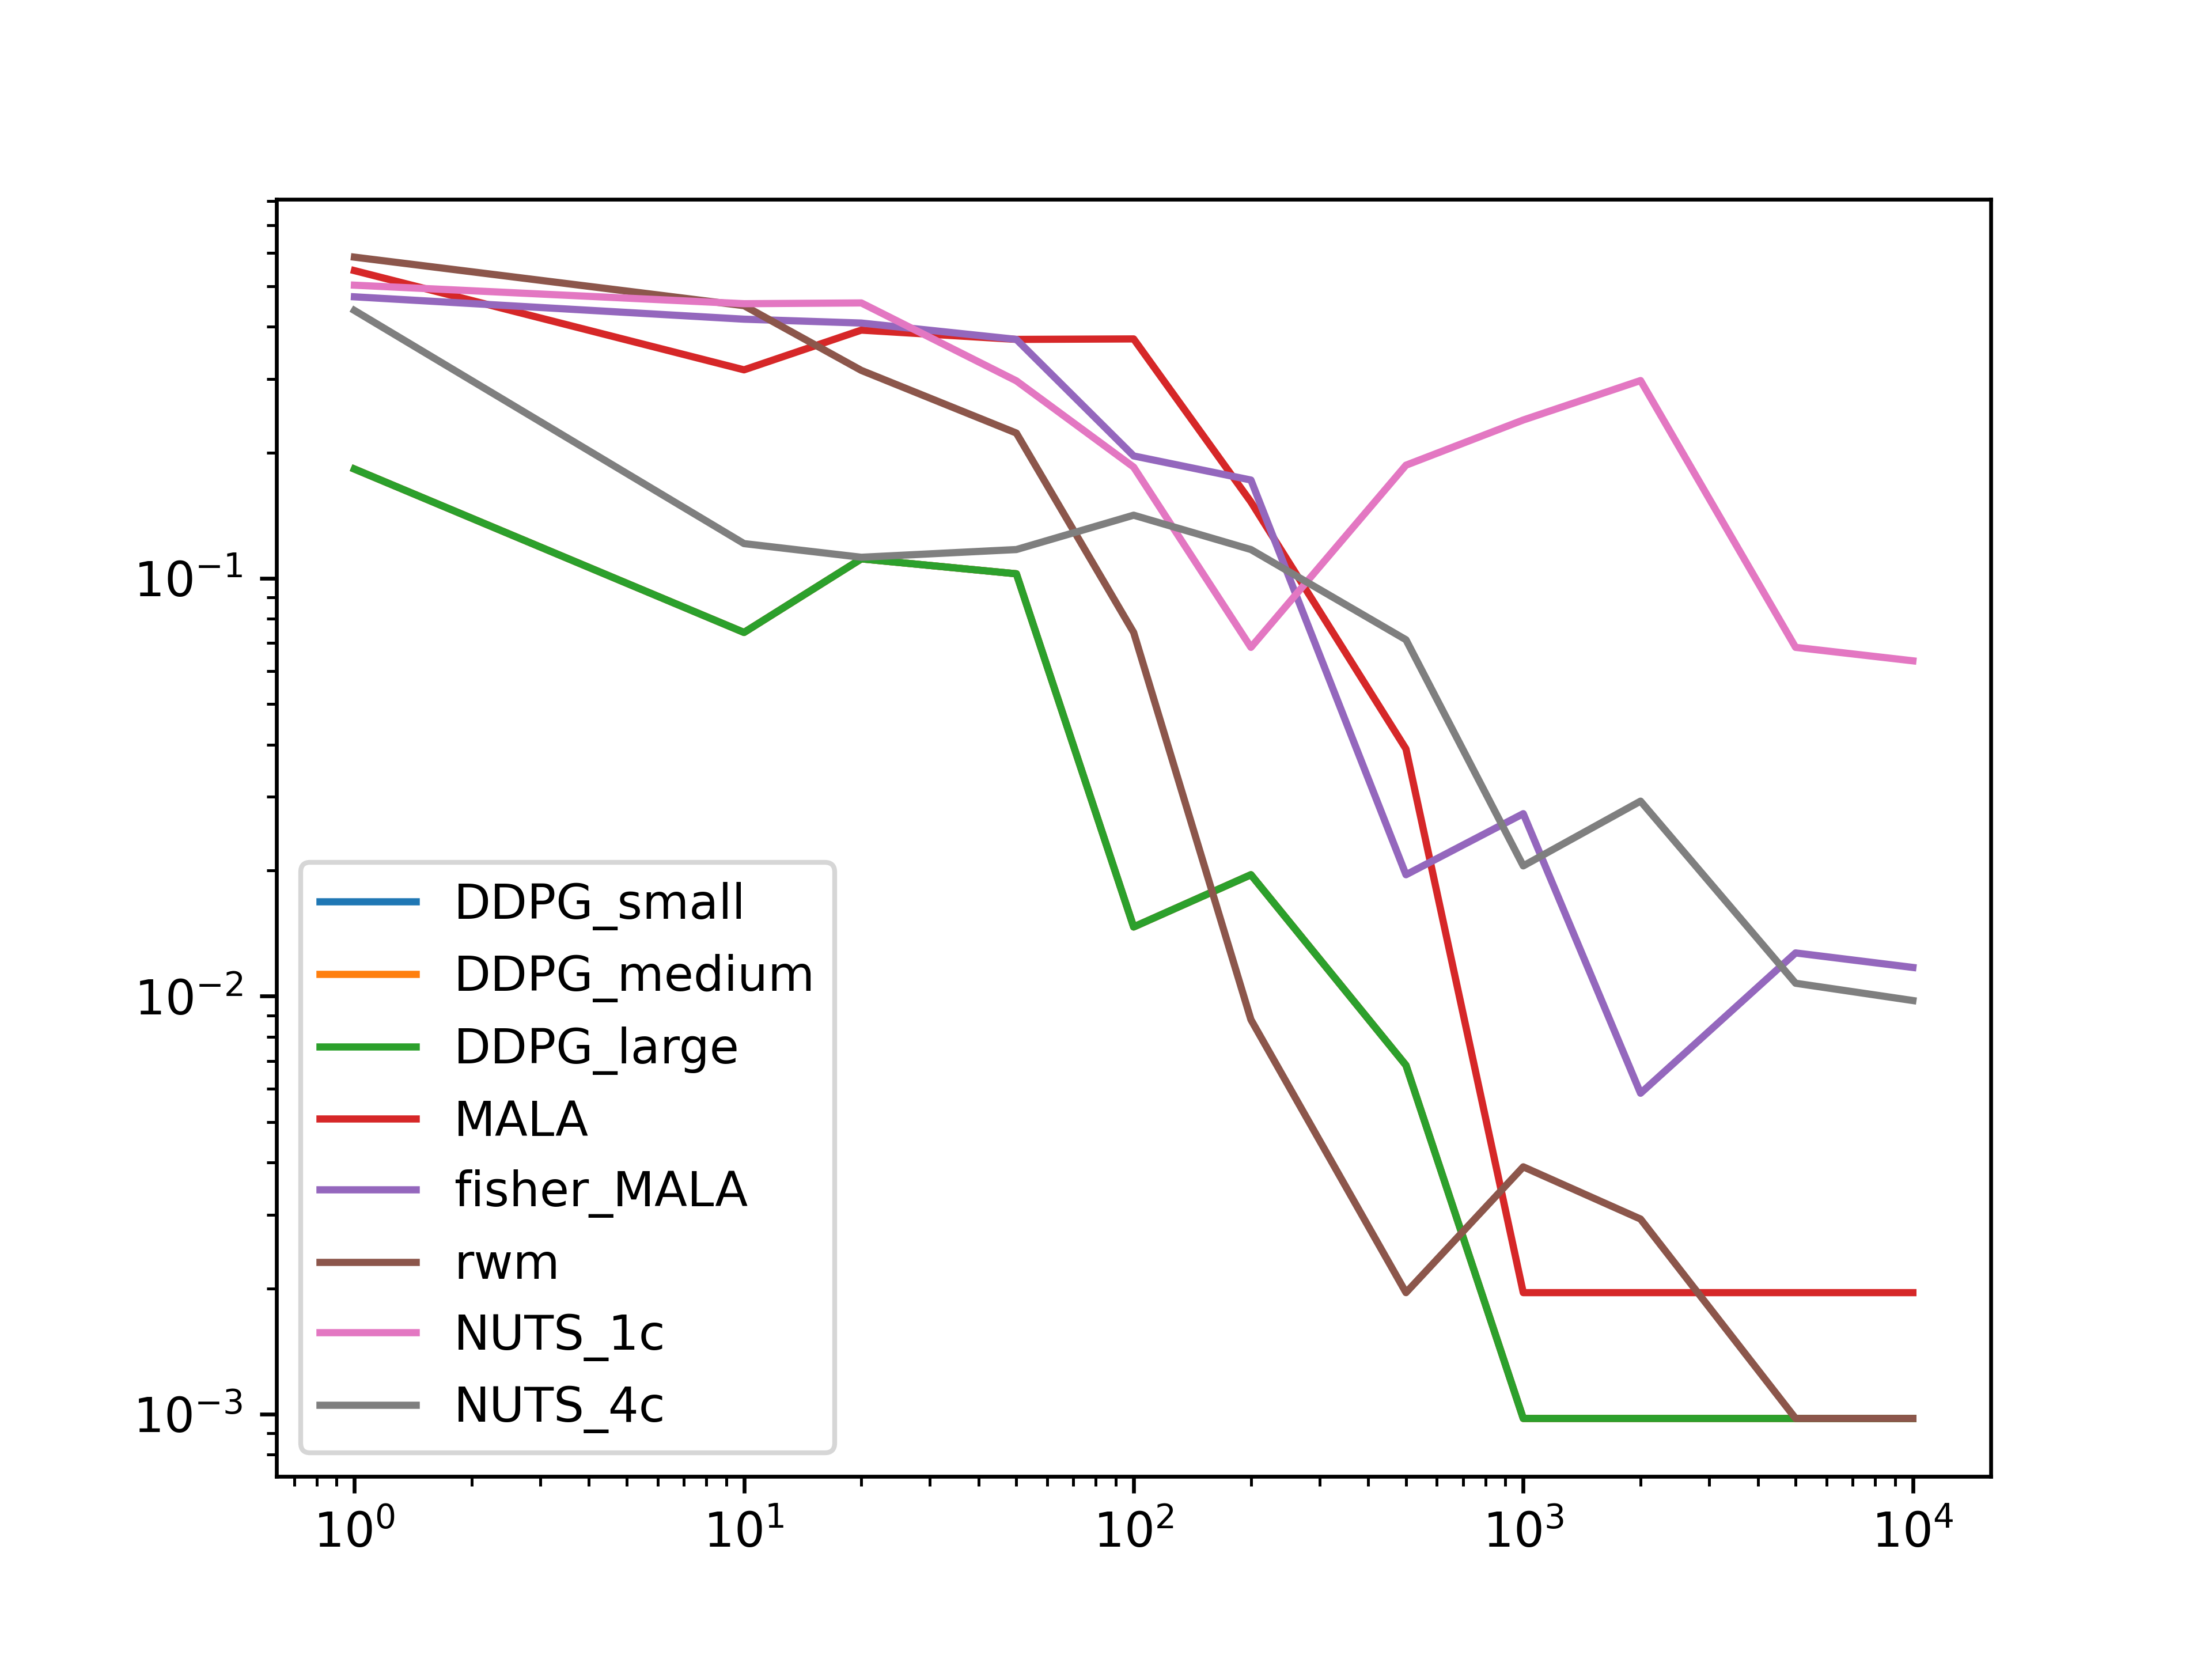 10⁻¹
10⁻²
10⁻³
DDPG_small
DDPG_medium
DDPG_large
MALA
fisher_MALA
rwm
NUTS_1c
NUTS_4c
10⁰ 10¹ 10² 10³ 10⁴